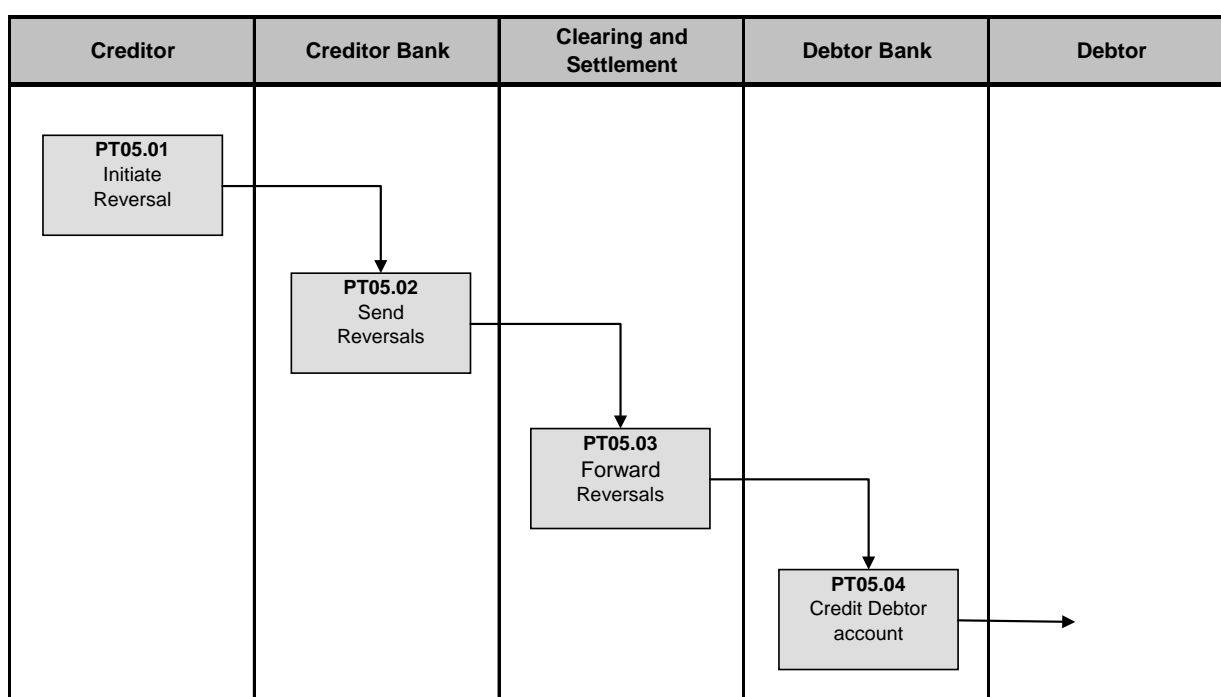 Creditor
Creditor Bank
Clearing and
Settlement
Debtor Bank
Debtor
PT05.01
Initiate
Reversal
PT05.02
Send
Reversals
PT05.03
Forward
Reversals
PT05.04
Credit Debtor
account